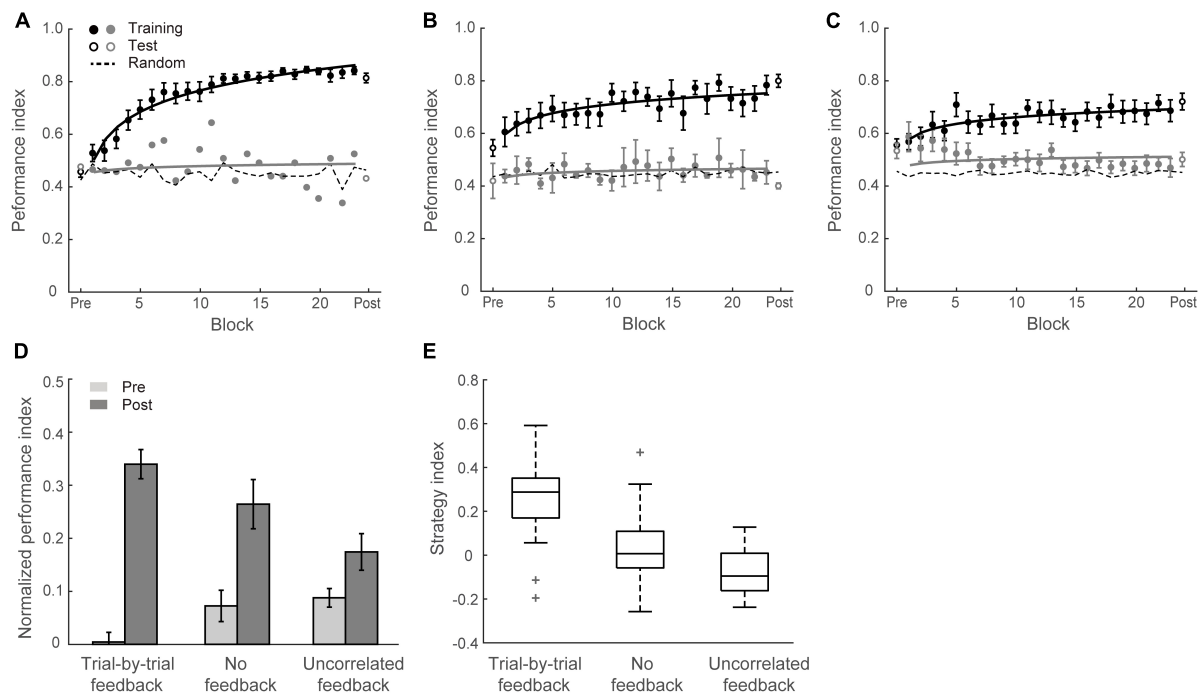 A
Training
Test
Random
1.0
0.8
0.6
0.4
0.2
0
Peformance index
Pre
5
10
15
20
Post
Block
B
1.0
0.8
0.6
0.4
0.2
0
Peformance index
Pre
5
10
15
20
Post
Block
C
1.0
0.8
0.6
0.4
0.2
0
Peformance index
Pre
5
10
15
20
Post
Block
D
Pre
Post
0.5
0.4
0.3
0.2
0.1
0
Normalized performance index
Trial-by-trial
feedback
No
feedback
Uncorrelated
feedback
E
0.8
0.6
0.4
0.2
0
-0.2
-0.4
Strategy index
Trial-by-trial
feedback
No
feedback
Uncorrelated
feedback